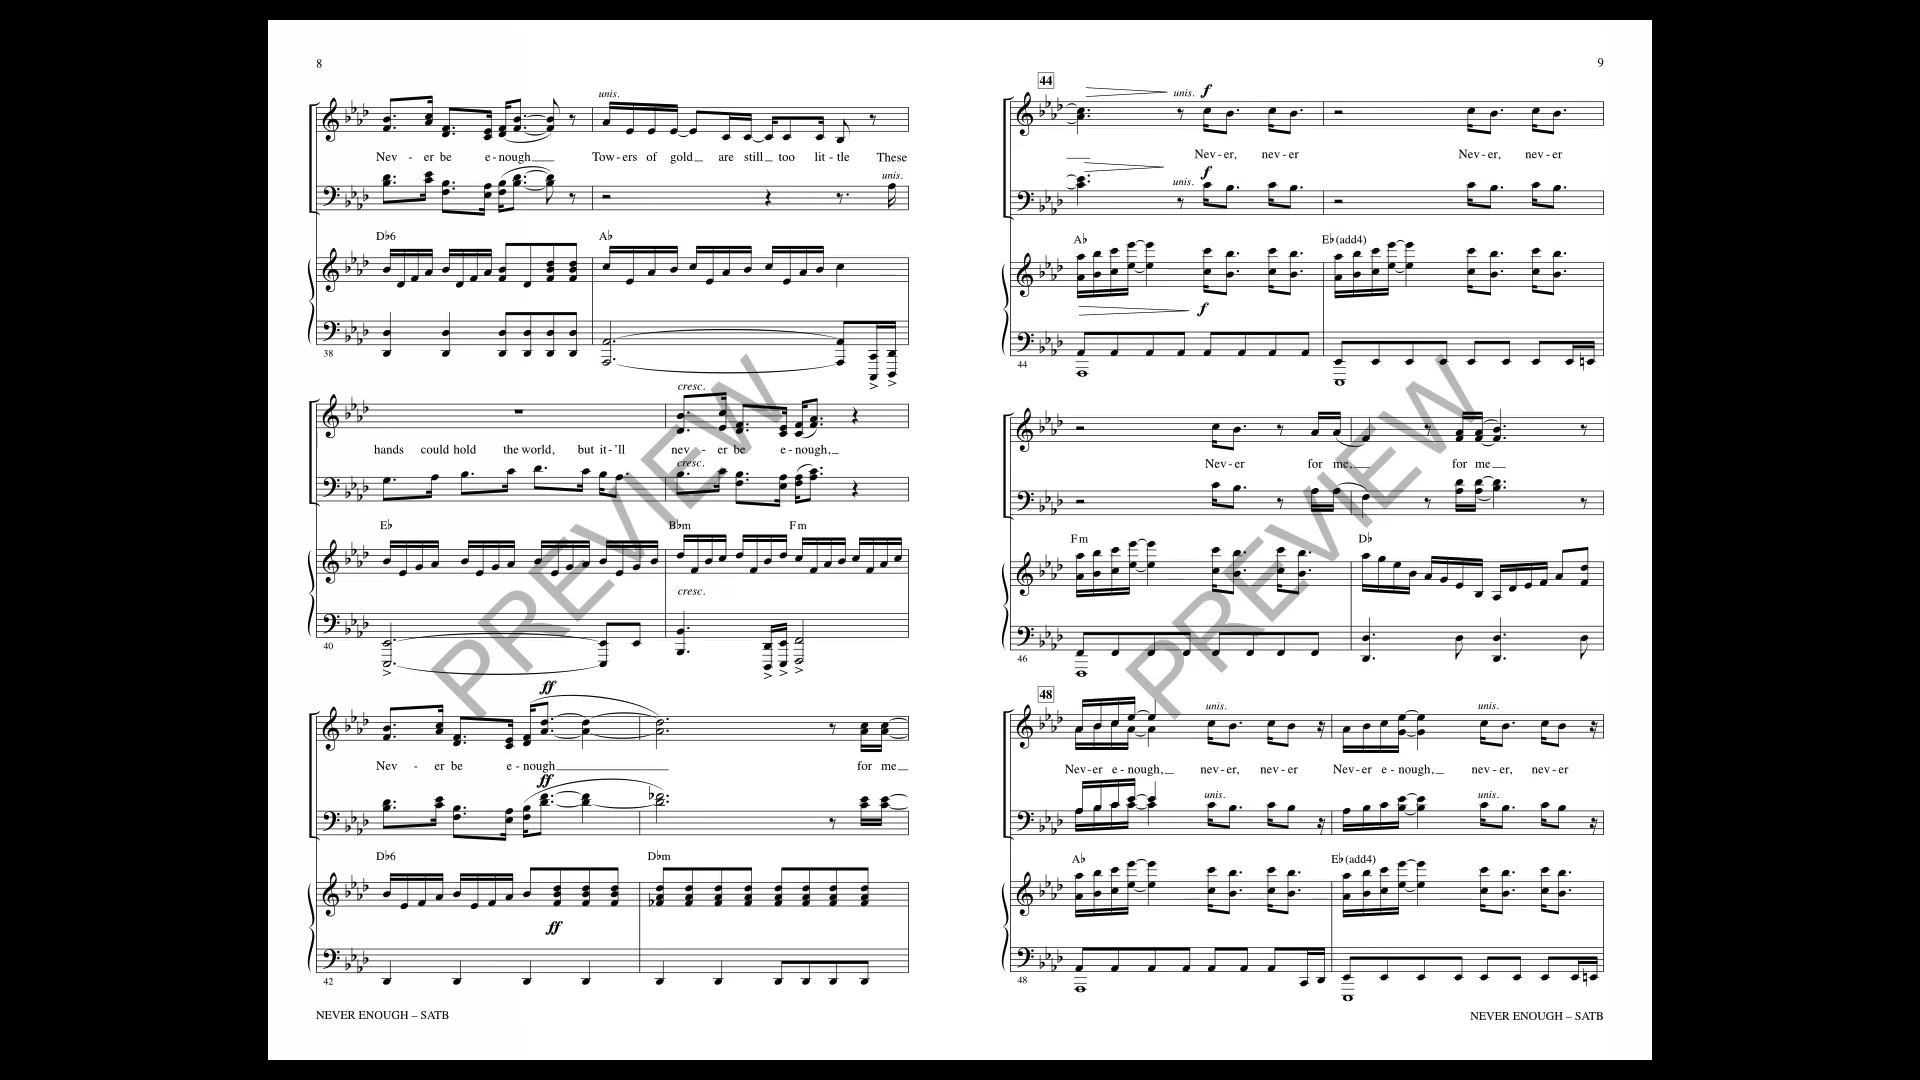 8
unis.
Nev - er be e - nough Tow - ers of gold are still too lit - tle These
unis.
D♭6 A♭
38
cresc.
hands could hold the world, but it - 'll nev - er be e - nough,
cresc.
E♭ B♭m Fm
cresc.
40
ff
Nev - er be e - nough for me
ff
D♭6 D♭m
ff
42
NEVER ENOUGH – SATB
PREVIEW
9
44
unis. f
Nev - er, nev - er Nev - er, nev - er
unis. f
A♭ E♭(add4)
f
44
Nev - er for me, for me
Fm D♭
46
48
unis. unis.
Nev - er e - nough, nev - er, nev - er Nev - er e - nough, nev - er, nev - er
unis. unis.
A♭ E♭(add4)
48
NEVER ENOUGH – SATB
PREVIEW